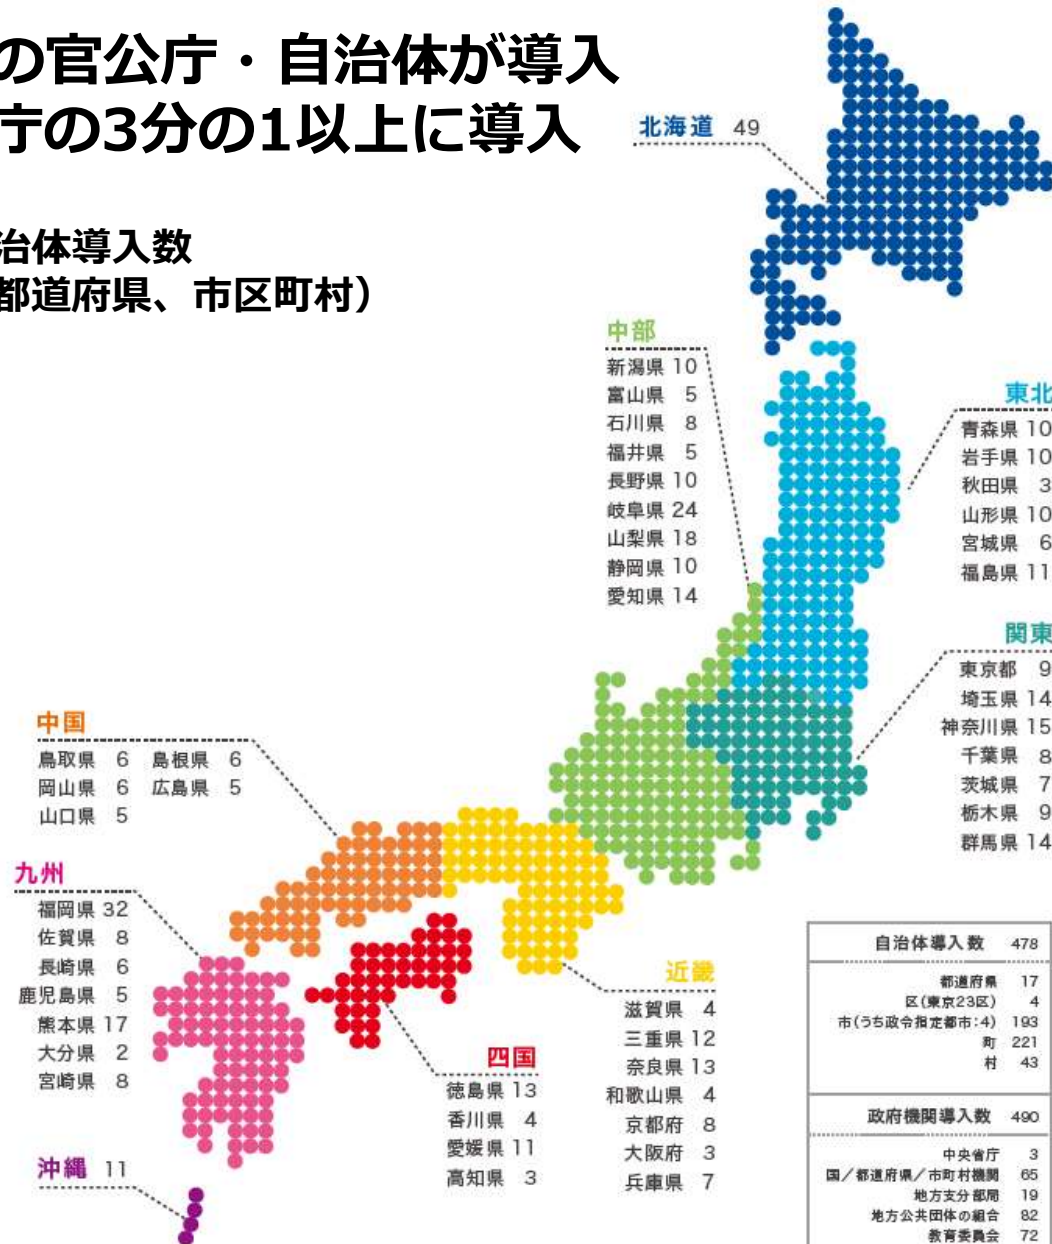 の官公庁・自治体が導入
庁の3分の1以上に導入
治体導入数
都道府県、市区町村）
北海道 49
中部
新潟県 10
富山県 5
石川県 8
福井県 5
長野県 10
岐阜県 24
山梨県 18
静岡県 10
愛知県 14
東北
青森県 10
岩手県 10
秋田県 3
山形県 10
宮城県 6
福島県 11
関東
東京都 9
埼玉県 14
神奈川県 15
千葉県 8
茨城県 7
栃木県 9
群馬県 14
中国
鳥取県 6 島根県 6
岡山県 6 広島県 5
山口県 5
九州
福岡県 32
佐賀県 8
長崎県 6
鹿児島県 5
熊本県 17
大分県 2
宮崎県 8
沖縄 11
四国
徳島県 13
香川県 4
愛媛県 11
高知県 3
近畿
滋賀県 4
三重県 12
奈良県 13
和歌山県 4
京都府 8
大阪府 3
兵庫県 7
自治体導入数 478
都道府県 17
区(東京23区) 4
市(うち政令指定都市:4) 193
町 221
村 43
政府機関導入数 490
中央省庁 3
国／都道府県／市町村機関 65
地方支分部局 19
地方公共団体の組合 82
教育委員会 72